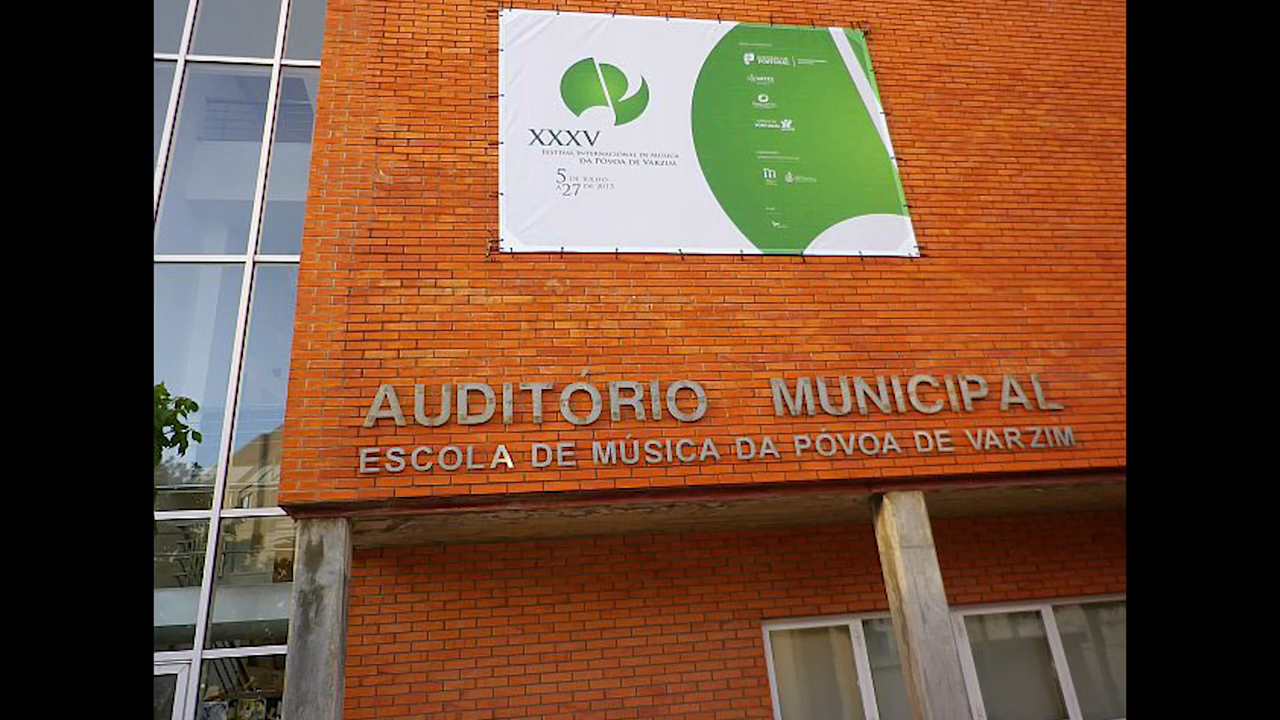 XXXV
FESTIVAL INTERNACIONAL DE MÚSICA
DA PÓVOA DE VARZIM
5 DE JULHO
A 27 DE 2013
PORTUGAL
AUDITÓRIO MUNICIPAL
ESCOLA DE MÚSICA DA PÓVOA DE VARZIM